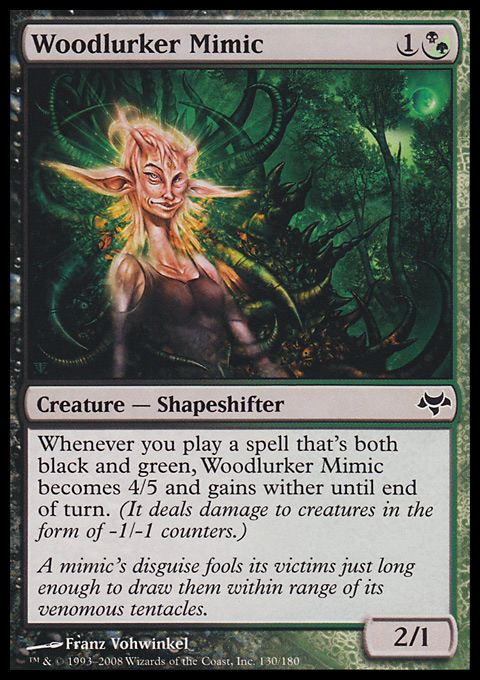 Woodlurker Mimic 1
Creature — Shapeshifter
Whenever you play a spell that's both
black and green, Woodlurker Mimic
becomes 4/5 and gains wither until end
of turn. (It deals damage to creatures in the
form of -1/-1 counters.)
A mimic's disguise fools its victims just long
enough to draw them within range of its
venomous tentacles.
Franz Vohwinkel
2/1
™ & © 1993–2008 Wizards of the Coast, Inc. 130/180